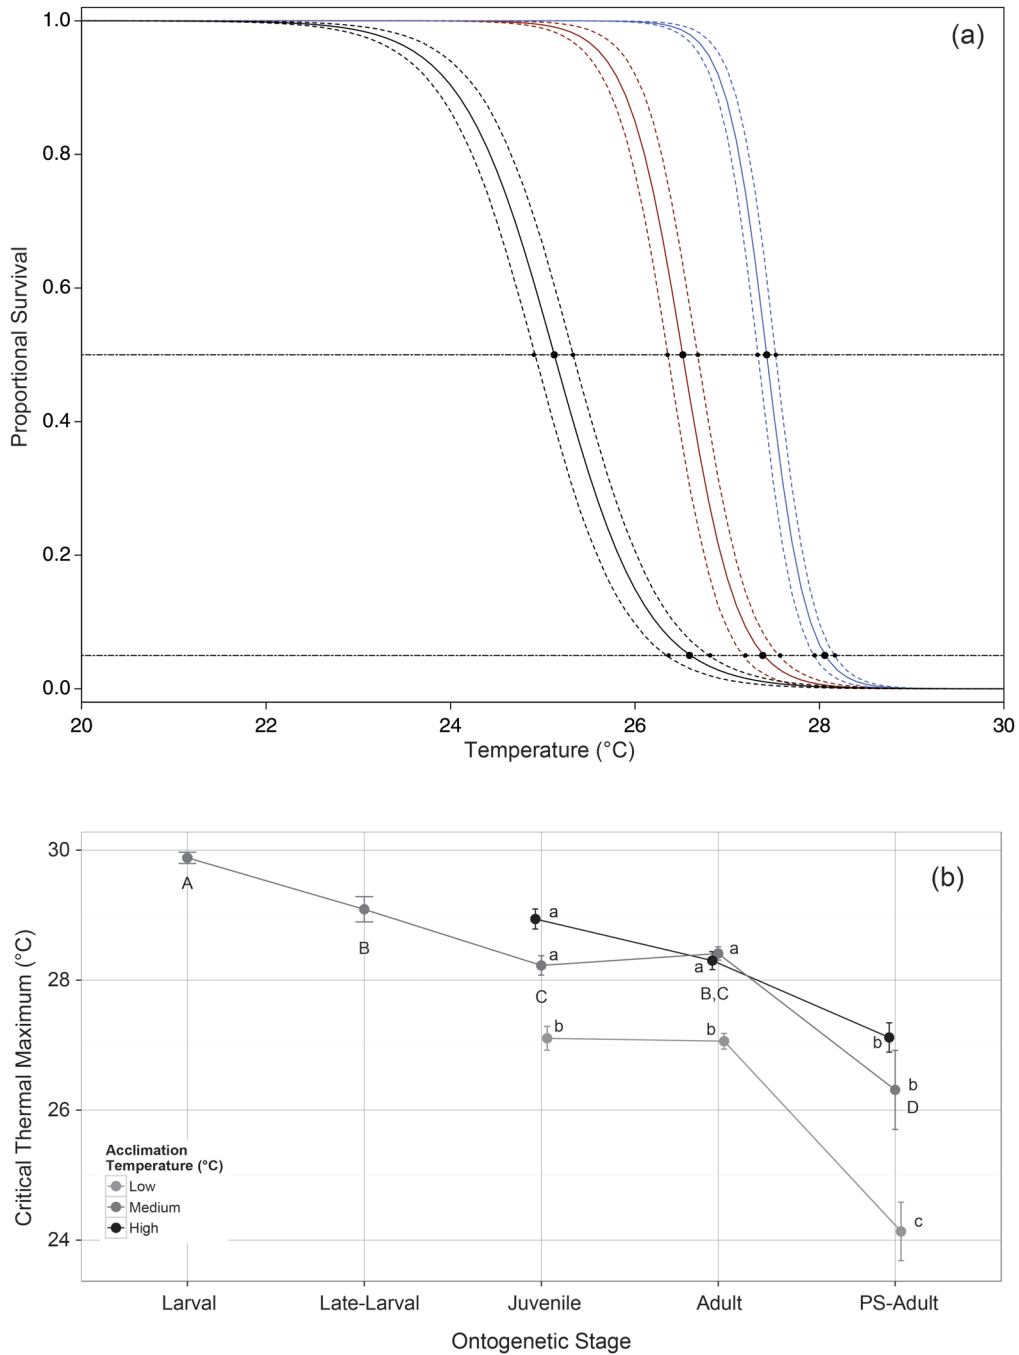 (a)
1.0
0.8
0.6
0.4
0.2
0.0
Proportional Survival
20 22 24 26 28 30
Temperature (°C)
(b)
30
28
26
24
Critical Thermal Maximum (°C)
A
B
a
a
C
b
a
a
B,C
b
b
b
D
c
Acclimation
Temperature (°C)
Low
Medium
High
Larval Late-Larval Juvenile Adult PS-Adult
Ontogenetic Stage